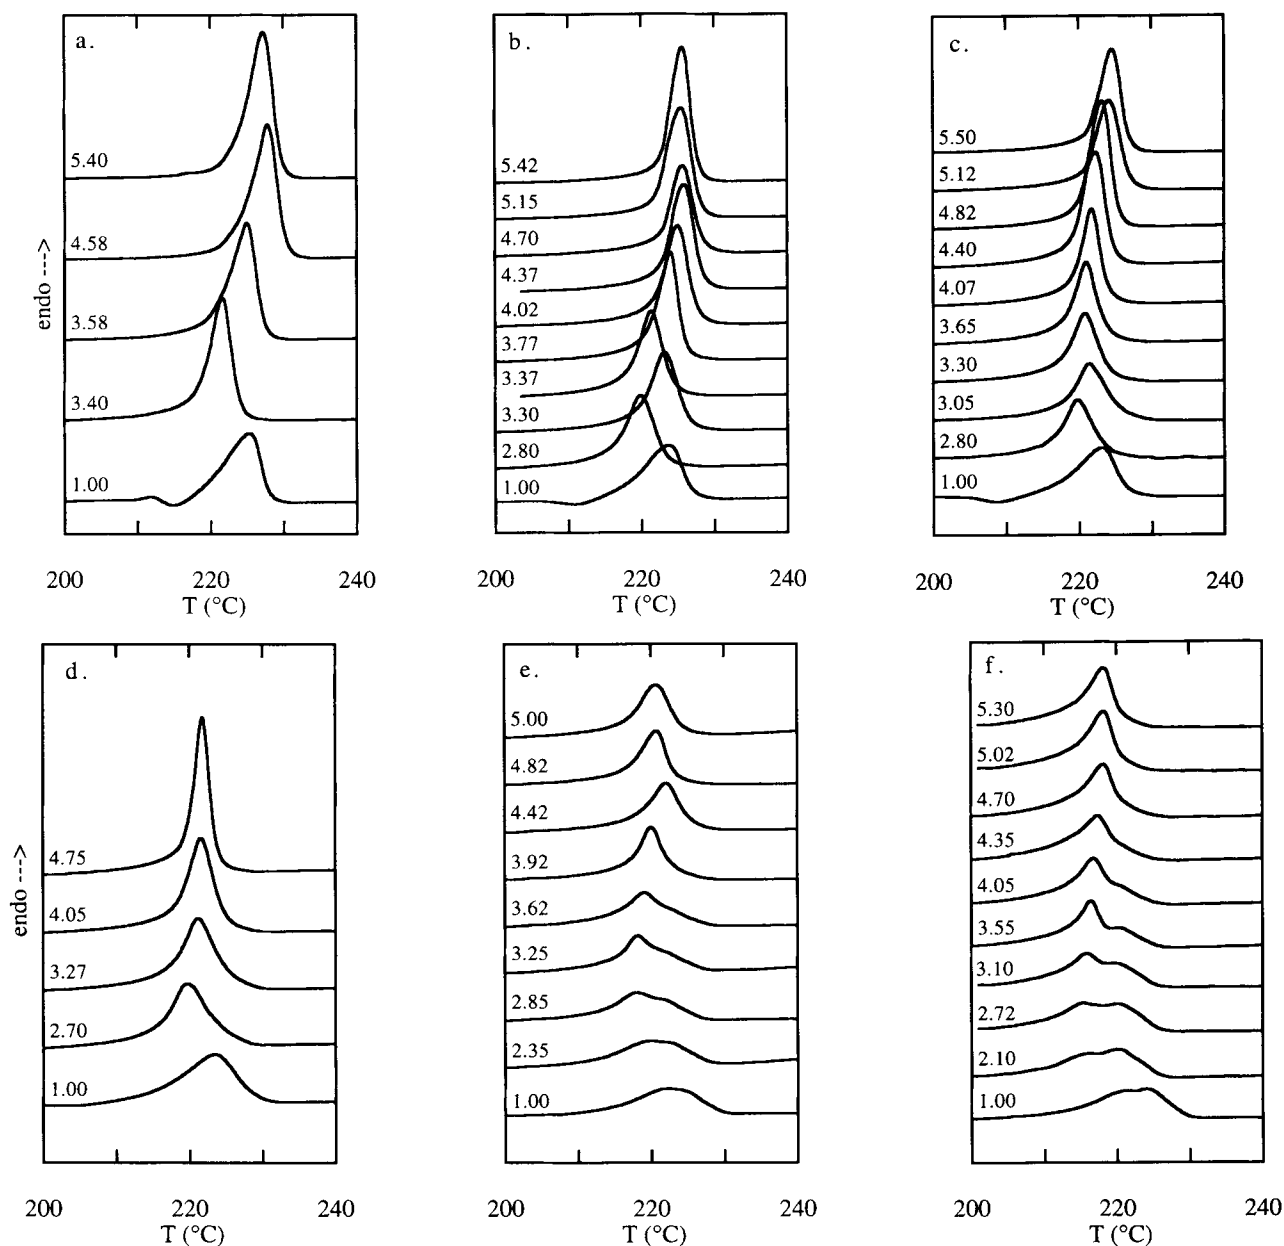 a.
5.40
4.58
3.58
3.40
1.00
endo --->
200 220 240
T (°C)
b.
5.42
5.15
4.70
4.37
4.02
3.77
3.37
3.30
2.80
1.00
200 220 240
T (°C)
c.
5.50
5.12
4.82
4.40
4.07
3.65
3.30
3.05
2.80
1.00
200 220 240
T (°C)
d.
4.75
4.05
3.27
2.70
1.00
endo --->
200 220 240
T (°C)
e.
5.00
4.82
4.42
3.92
3.62
3.25
2.85
2.35
1.00
200 220 240
T (°C)
f.
5.30
5.02
4.70
4.35
4.05
3.55
3.10
2.72
2.10
1.00
200 220 240
T (°C)